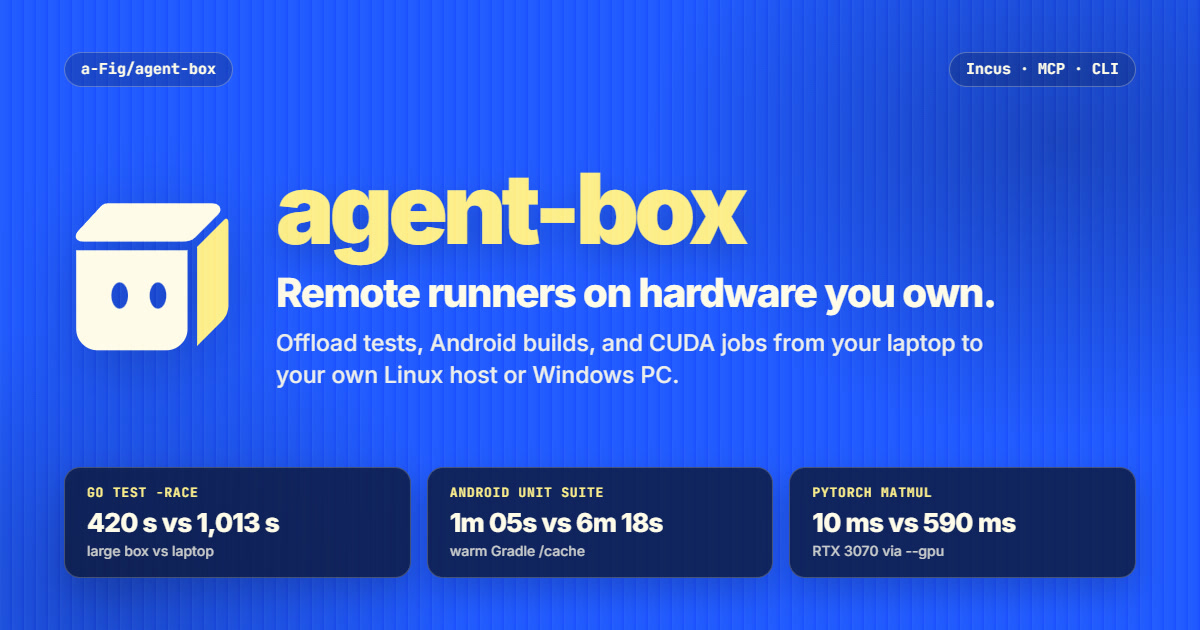 a-Fig/agent-box
Incus · MCP · CLI
agent-box
Remote runners on hardware you own.
Offload tests, Android builds, and CUDA jobs from your laptop to
your own Linux host or Windows PC.
GO TEST -RACE
420 s vs 1,013 s
large box vs laptop
ANDROID UNIT SUITE
1m 05s vs 6m 18s
warm Gradle /cache
PYTORCH MATMUL
10 ms vs 590 ms
RTX 3070 via --gpu